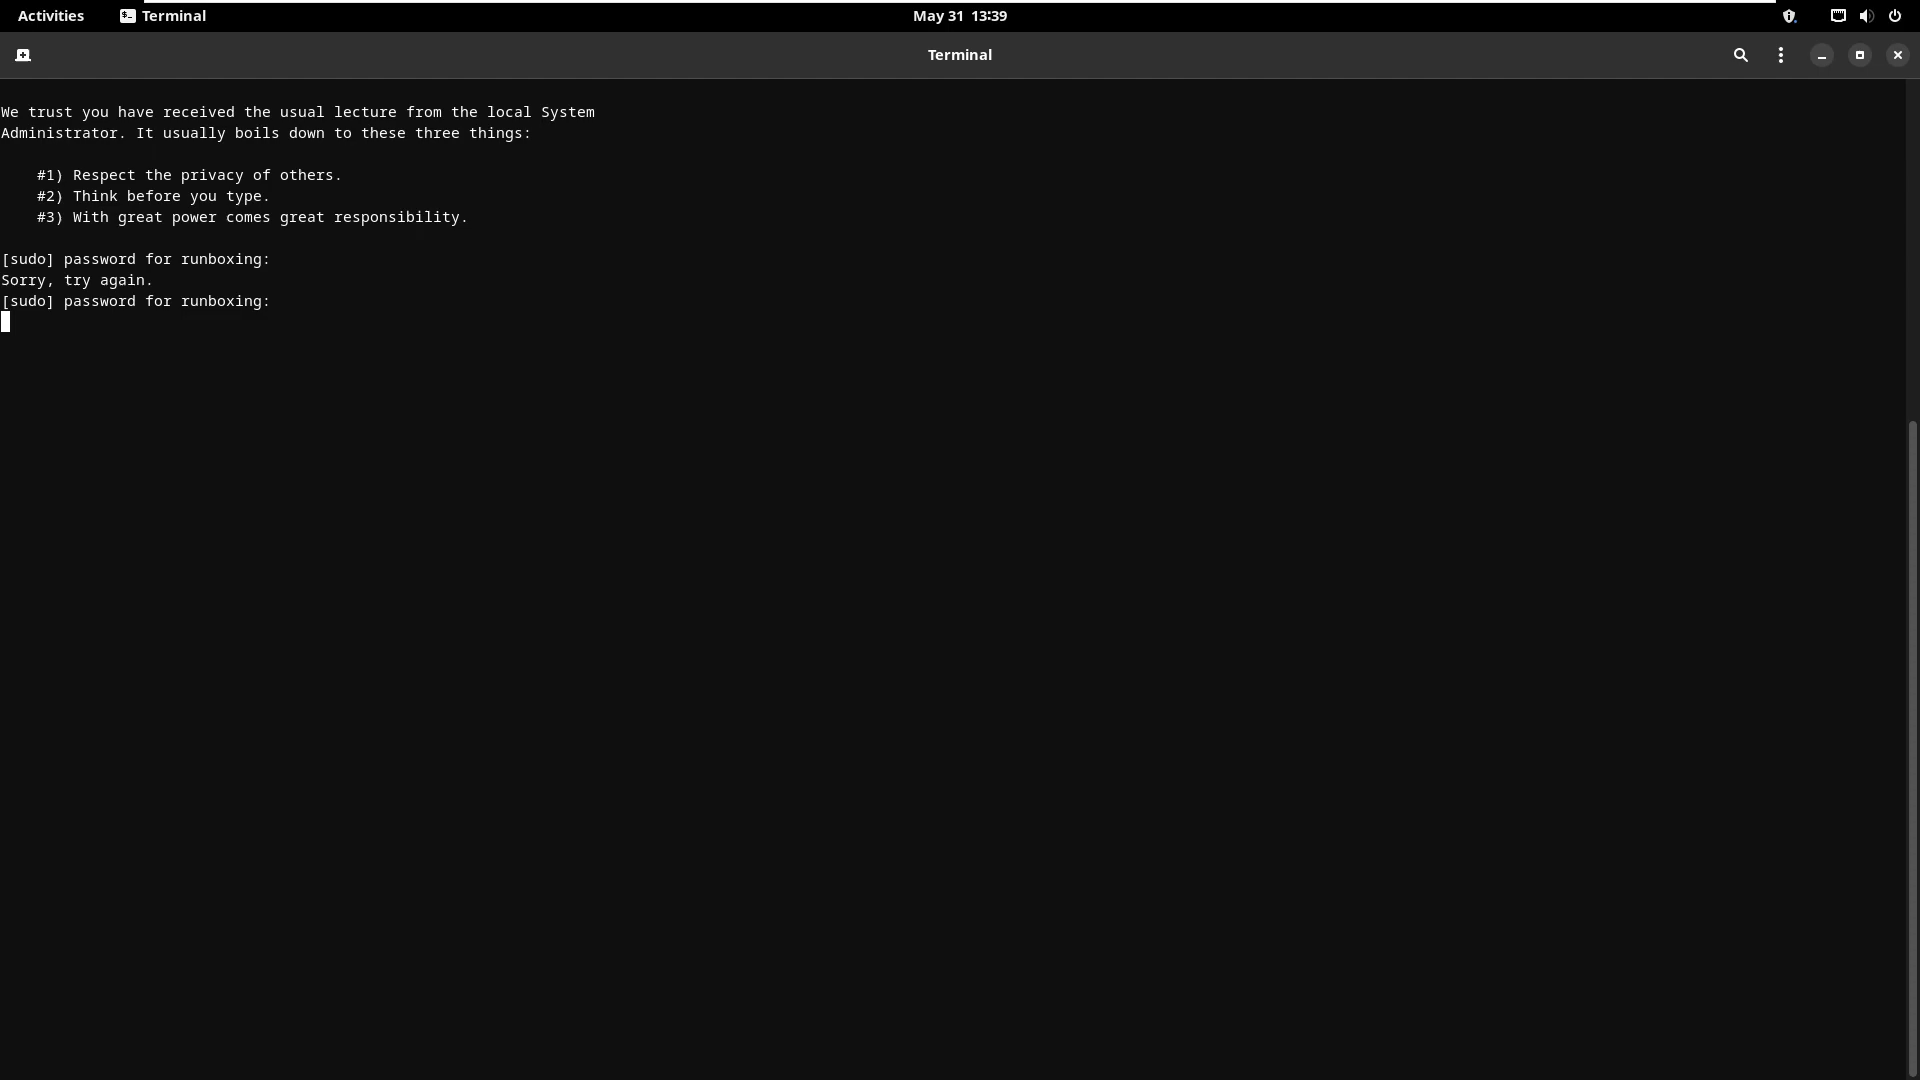 Activities Terminal May 31 13:39
Terminal
We trust you have received the usual lecture from the local System
Administrator. It usually boils down to these three things:
#1) Respect the privacy of others.
#2) Think before you type.
#3) With great power comes great responsibility.
[sudo] password for runboxing:
Sorry, try again.
[sudo] password for runboxing: